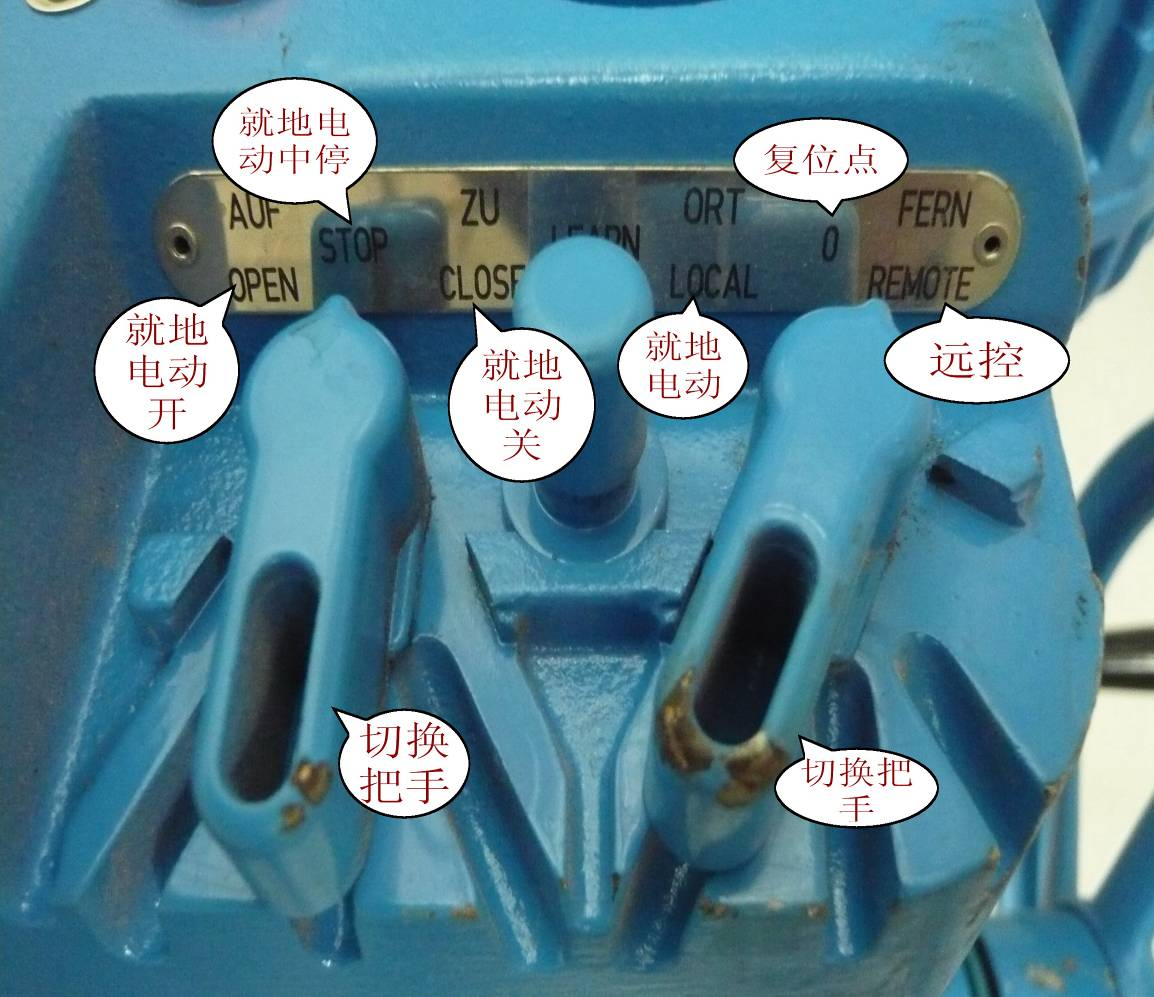 就地电
动中停
复位点
AUF
ZU
ORT
FERN
STOP
LEARN
0
OPEN
CLOSE
LOCAL
REMOTE
就地
电动
开
就地
电动
关
就地
电动
远控
切换
把手
切换把
手